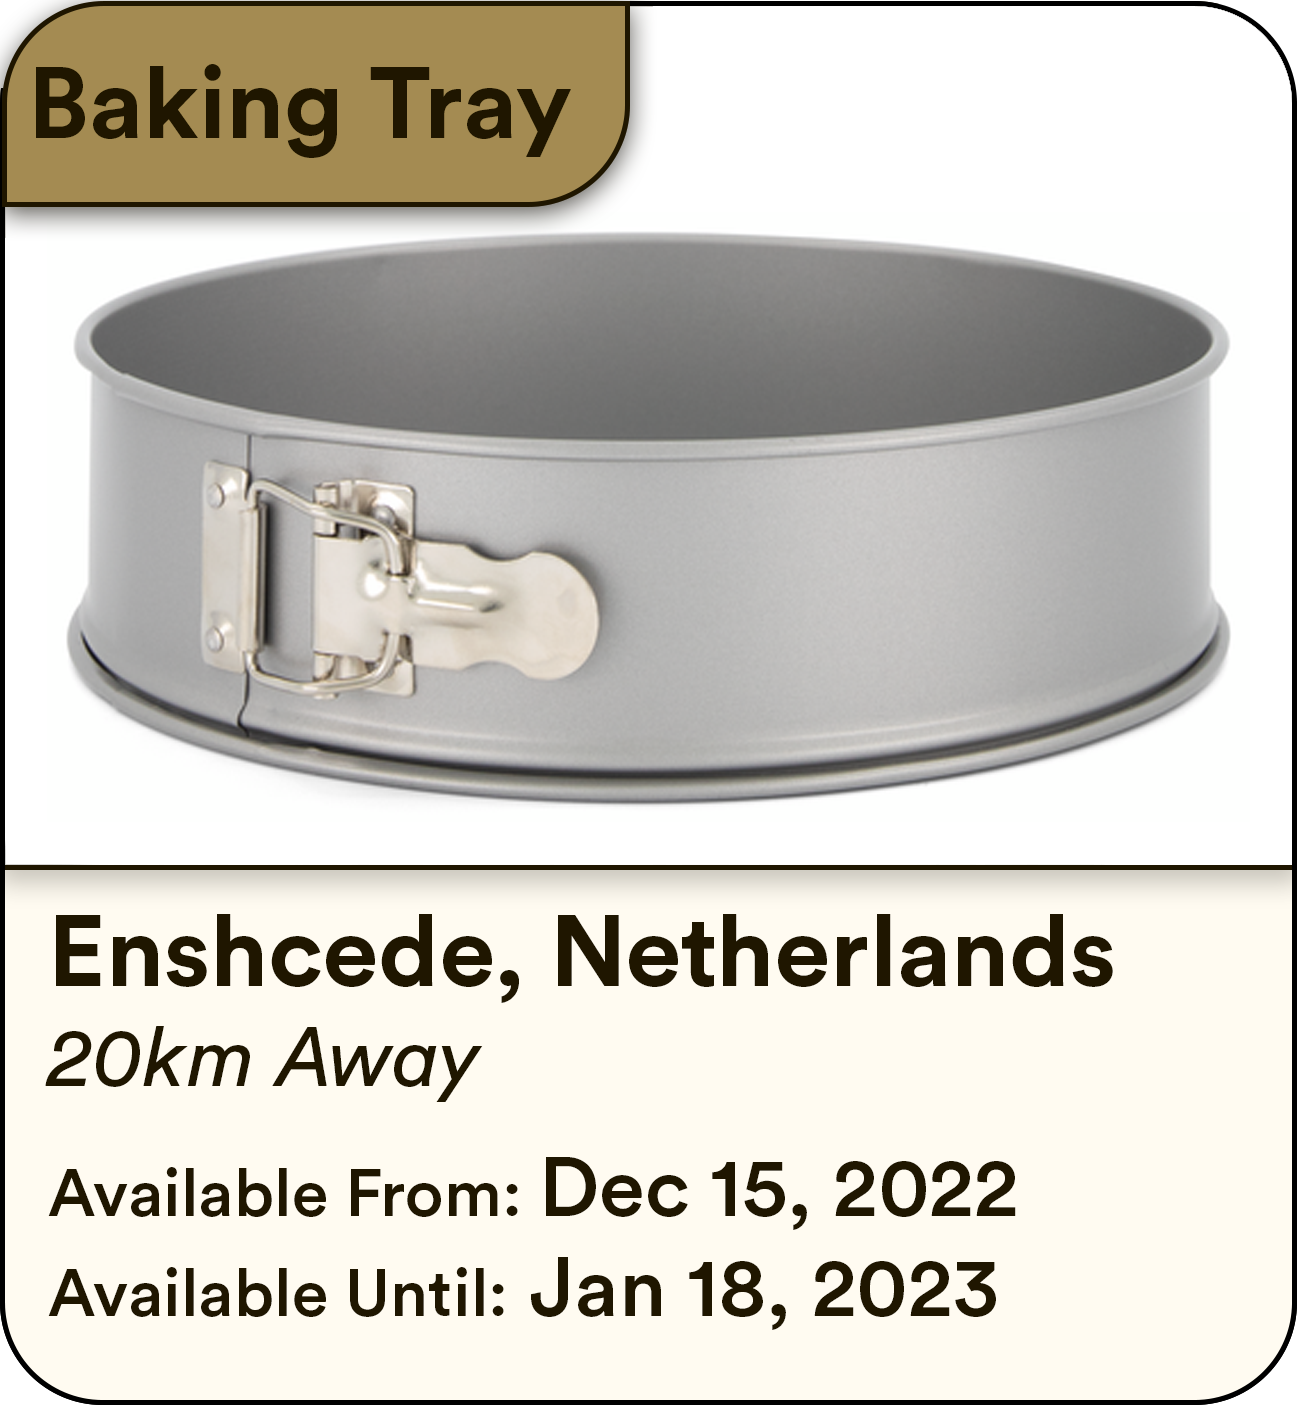 Baking Tray
Enshcede, Netherlands
20km Away
Available From: Dec 15, 2022
Available Until: Jan 18, 2023